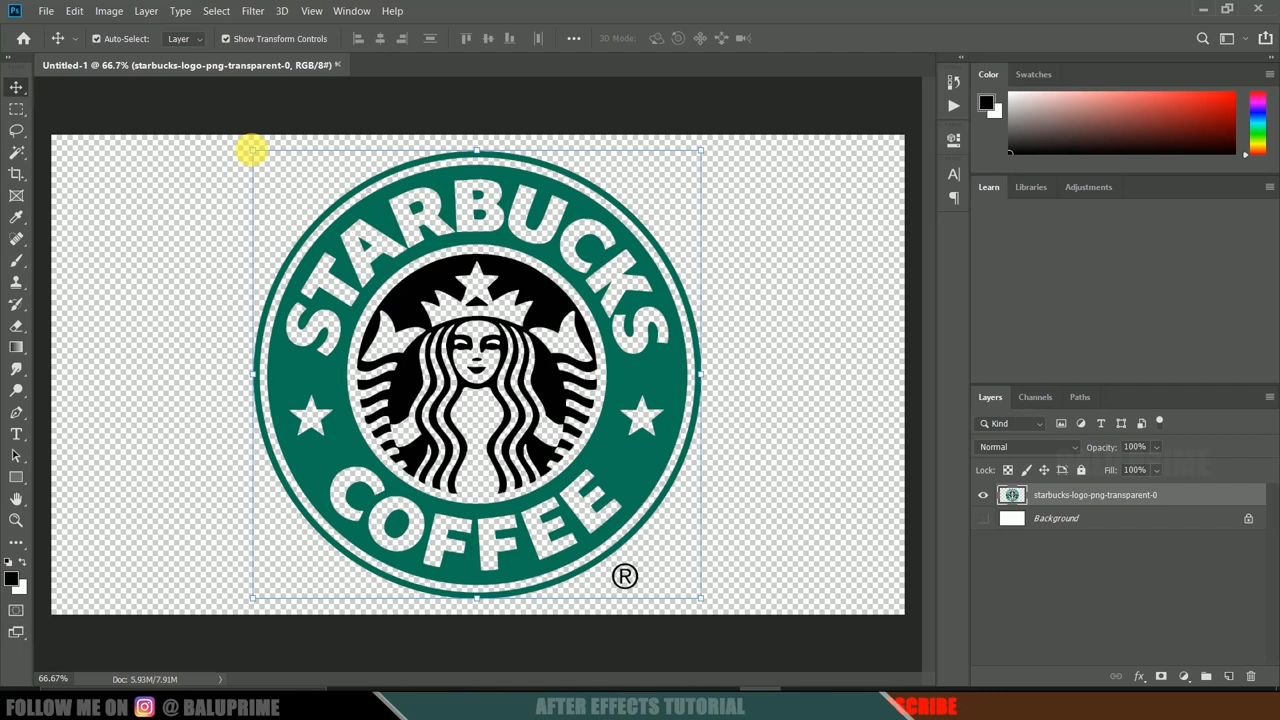 Ps File Edit Image Layer Type Select Filter 3D View Window Help
Auto-Select: Layer Show Transform Controls 3D Mode:
Untitled-1 @ 66.7% (starbucks-logo-png-transparent-0, RGB/8#) *
Color Swatches
Learn Libraries Adjustments
STARBUCKS
COFFEE
®
Layers Channels Paths
Kind
Normal Opacity: 100%
Lock: Fill: 100%
starbucks-logo-png-transparent-0
Background
66.67% Doc: 5.93M/7.91M
FOLLOW ME ON @ BALUPRIME AFTER EFFECTS TUTORIAL SCRIBE